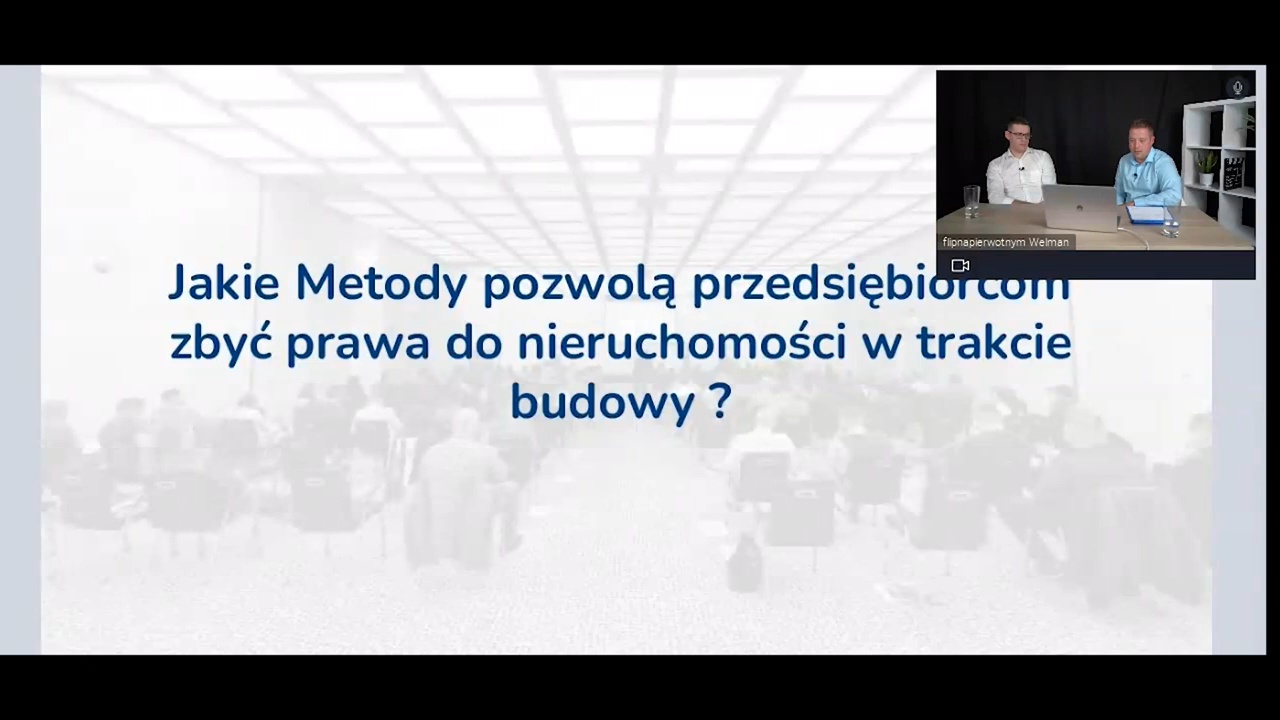 flipnapierwotnym Welman
Jakie Metody pozwolą przedsiębiorcom
zbyć prawa do nieruchomości w trakcie
budowy ?